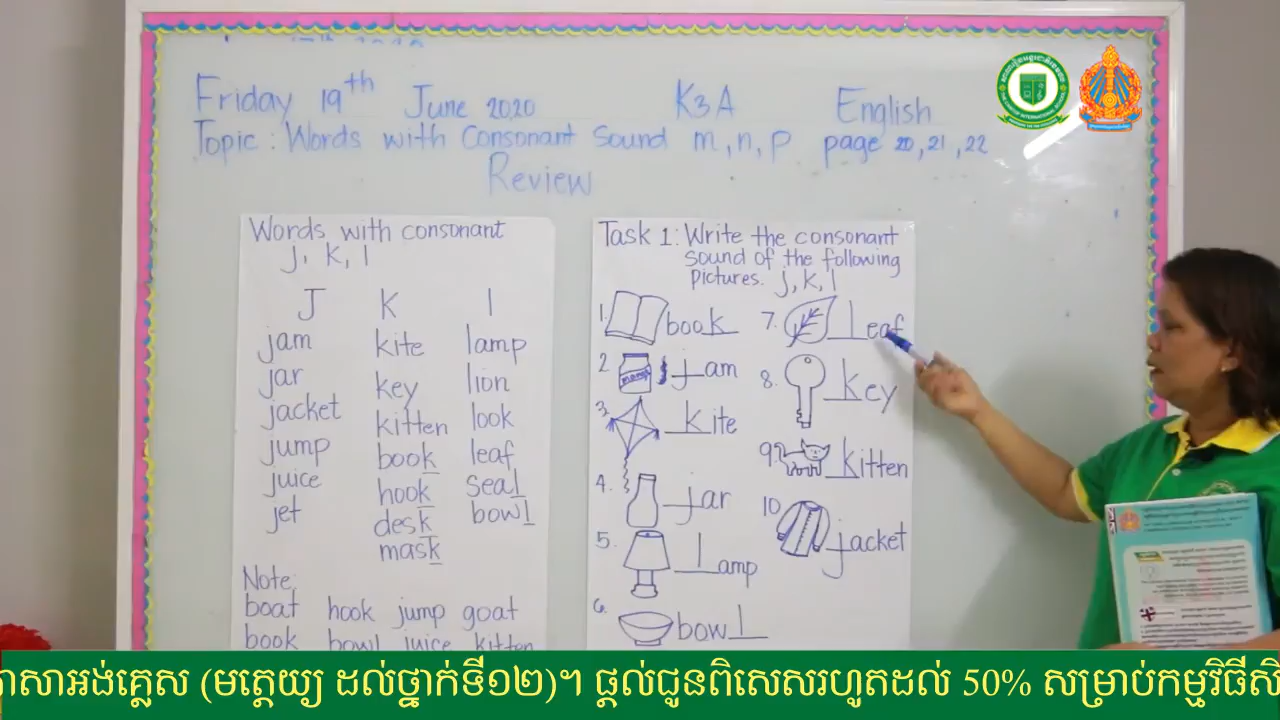 Friday 19th June 2020 K3A English
Topic: Words with Consonant Sound m, n, p page 20, 21, 22
Review
Words with consonant
j, k, l
J K l
jam kite lamp
jar key lion
jacket kitten look
jump book leaf
juice hook seal
jet desk bowl
mask
Note:
boat hook jump goat
book bowl juice kitten
Task 1: Write the consonant
sound of the following
pictures. j, k, l
1. book
2 jam
3. kite
4. jar
5. lamp
6. bowl
7. leaf
8. key
9 kitten
10 jacket
សាអង់គ្លេស (មត្តេយ្យ ដល់ថ្នាក់ទី១២)។ ផ្តល់ជូនពិសេសរហូតដល់ 50% សម្រាប់កម្មវិធីសិ